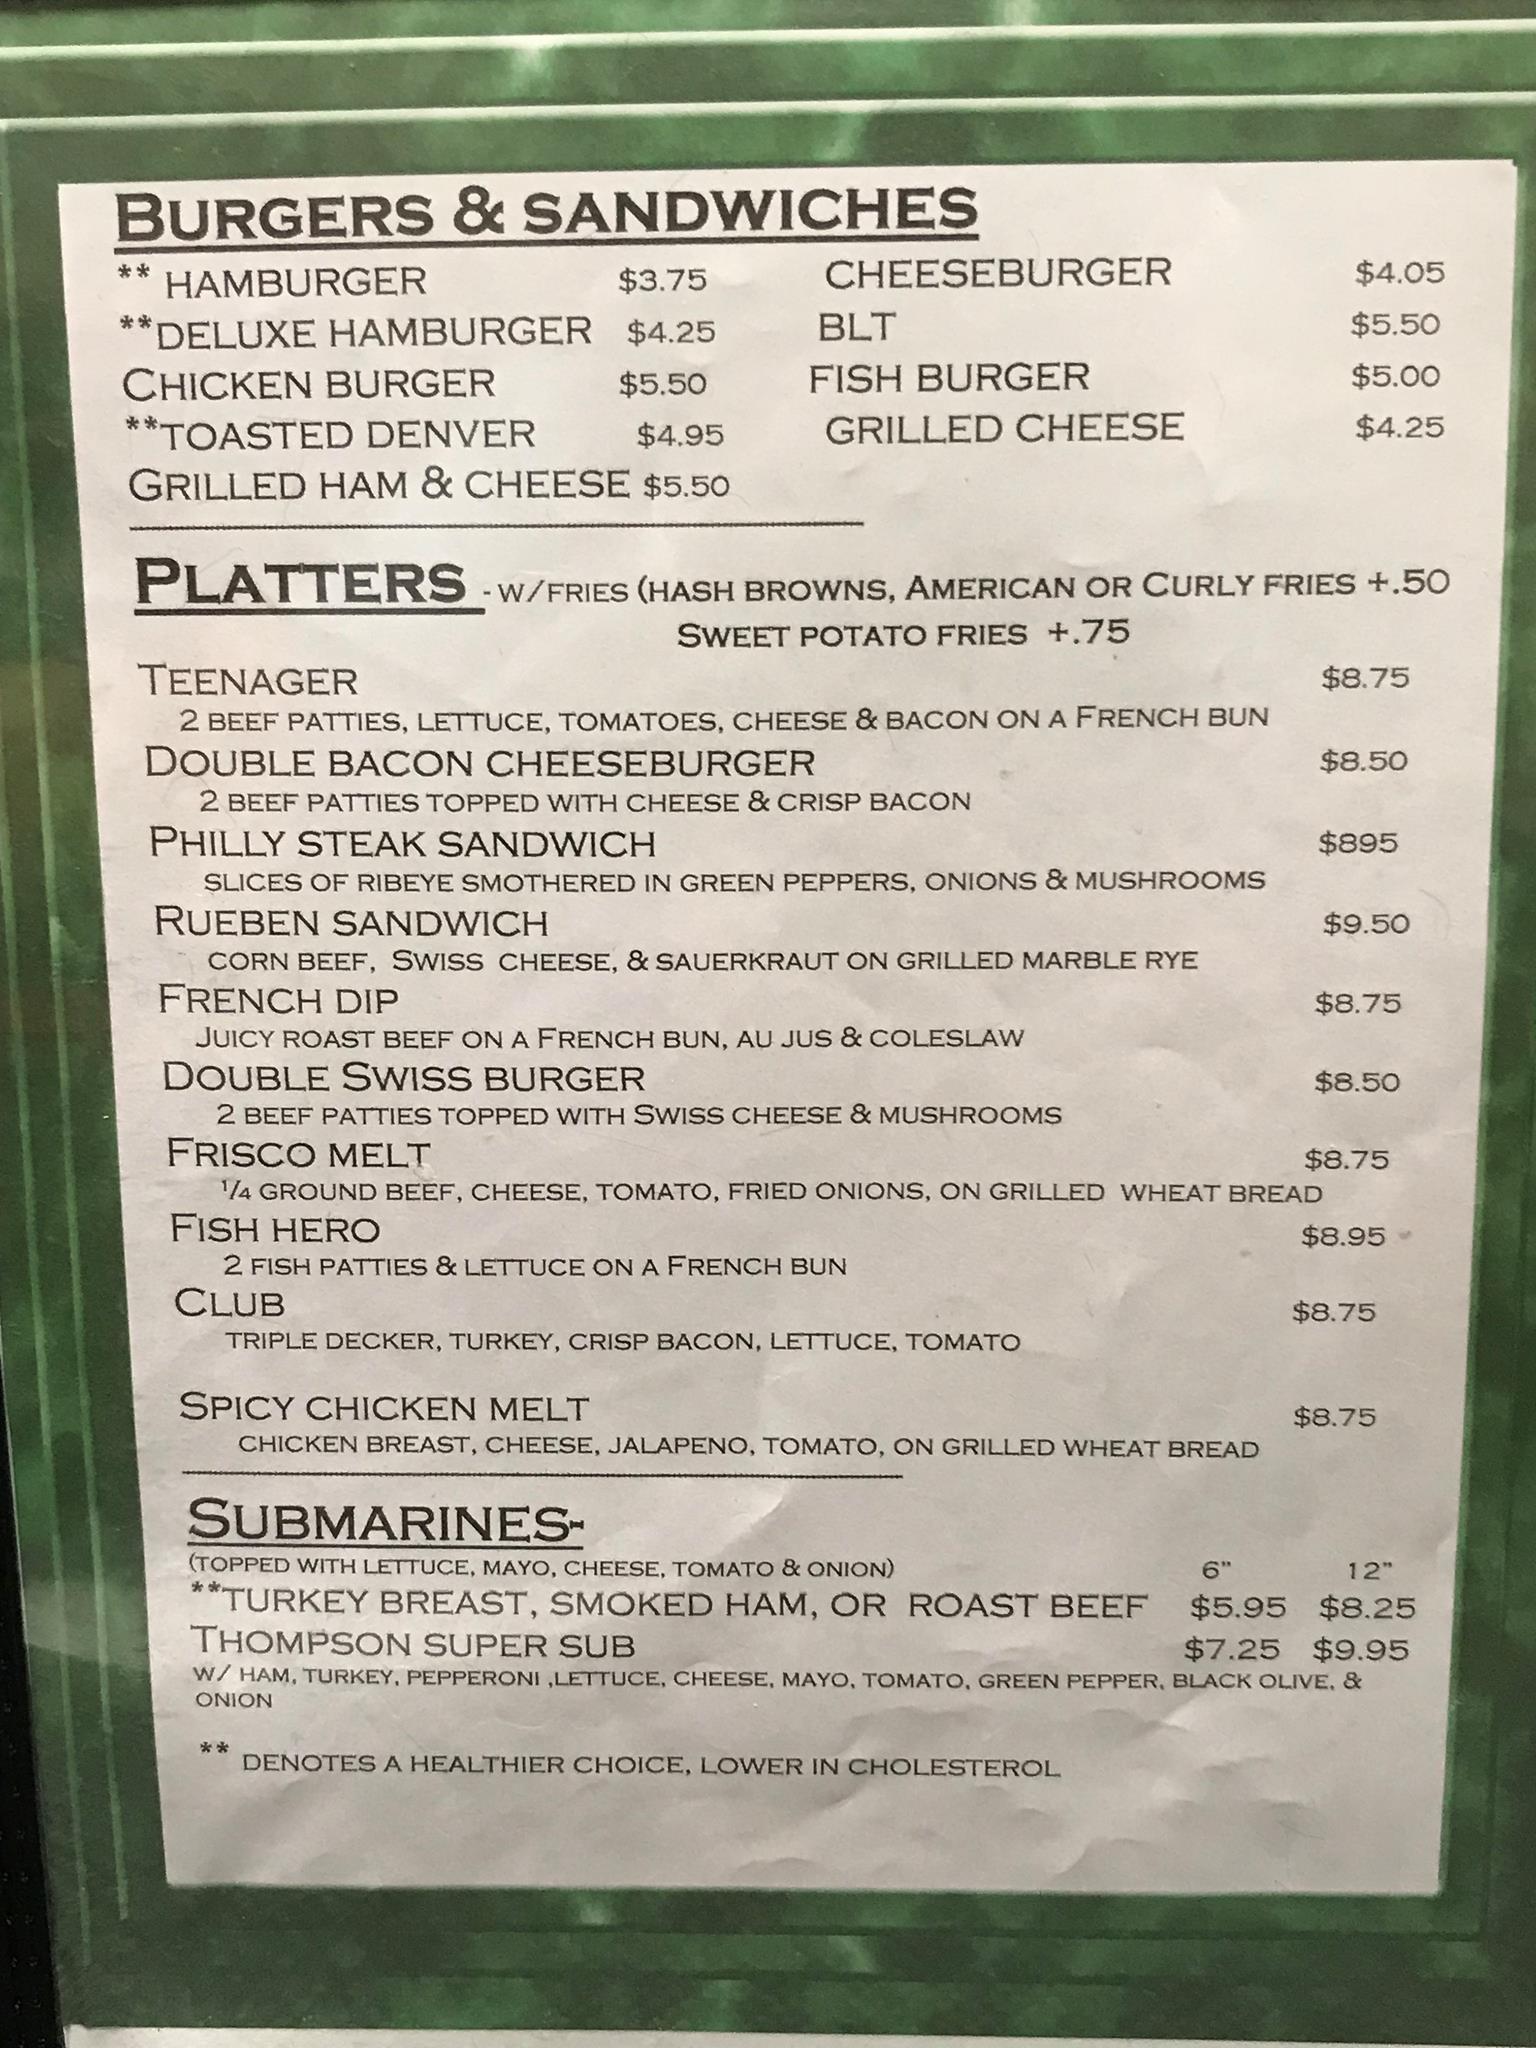 BURGERS & SANDWICHES
** HAMBURGER $3.75 CHEESEBURGER $4.05
**DELUXE HAMBURGER $4.25 BLT $5.50
CHICKEN BURGER $5.50 FISH BURGER $5.00
**TOASTED DENVER $4.95 GRILLED CHEESE $4.25
GRILLED HAM & CHEESE $5.50
PLATTERS - W/FRIES (HASH BROWNS, AMERICAN OR CURLY FRIES +.50
SWEET POTATO FRIES +.75
TEENAGER $8.75
2 BEEF PATTIES, LETTUCE, TOMATOES, CHEESE & BACON ON A FRENCH BUN
DOUBLE BACON CHEESEBURGER $8.50
2 BEEF PATTIES TOPPED WITH CHEESE & CRISP BACON
PHILLY STEAK SANDWICH $895
SLICES OF RIBEYE SMOTHERED IN GREEN PEPPERS, ONIONS & MUSHROOMS
RUEBEN SANDWICH $9.50
CORN BEEF, SWISS CHEESE, & SAUERKRAUT ON GRILLED MARBLE RYE
FRENCH DIP $8.75
JUICY ROAST BEEF ON A FRENCH BUN, AU JUS & COLESLAW
DOUBLE SWISS BURGER $8.50
2 BEEF PATTIES TOPPED WITH SWISS CHEESE & MUSHROOMS
FRISCO MELT $8.75
¼ GROUND BEEF, CHEESE, TOMATO, FRIED ONIONS, ON GRILLED WHEAT BREAD
FISH HERO $8.95
2 FISH PATTIES & LETTUCE ON A FRENCH BUN
CLUB $8.75
TRIPLE DECKER, TURKEY, CRISP BACON, LETTUCE, TOMATO
SPICY CHICKEN MELT $8.75
CHICKEN BREAST, CHEESE, JALAPENO, TOMATO, ON GRILLED WHEAT BREAD
SUBMARINES-
(TOPPED WITH LETTUCE, MAYO, CHEESE, TOMATO & ONION) 6" 12"
**TURKEY BREAST, SMOKED HAM, OR ROAST BEEF $5.95 $8.25
THOMPSON SUPER SUB $7.25 $9.95
W/ HAM, TURKEY, PEPPERONI ,LETTUCE, CHEESE, MAYO, TOMATO, GREEN PEPPER, BLACK OLIVE, &
ONION
** DENOTES A HEALTHIER CHOICE, LOWER IN CHOLESTEROL